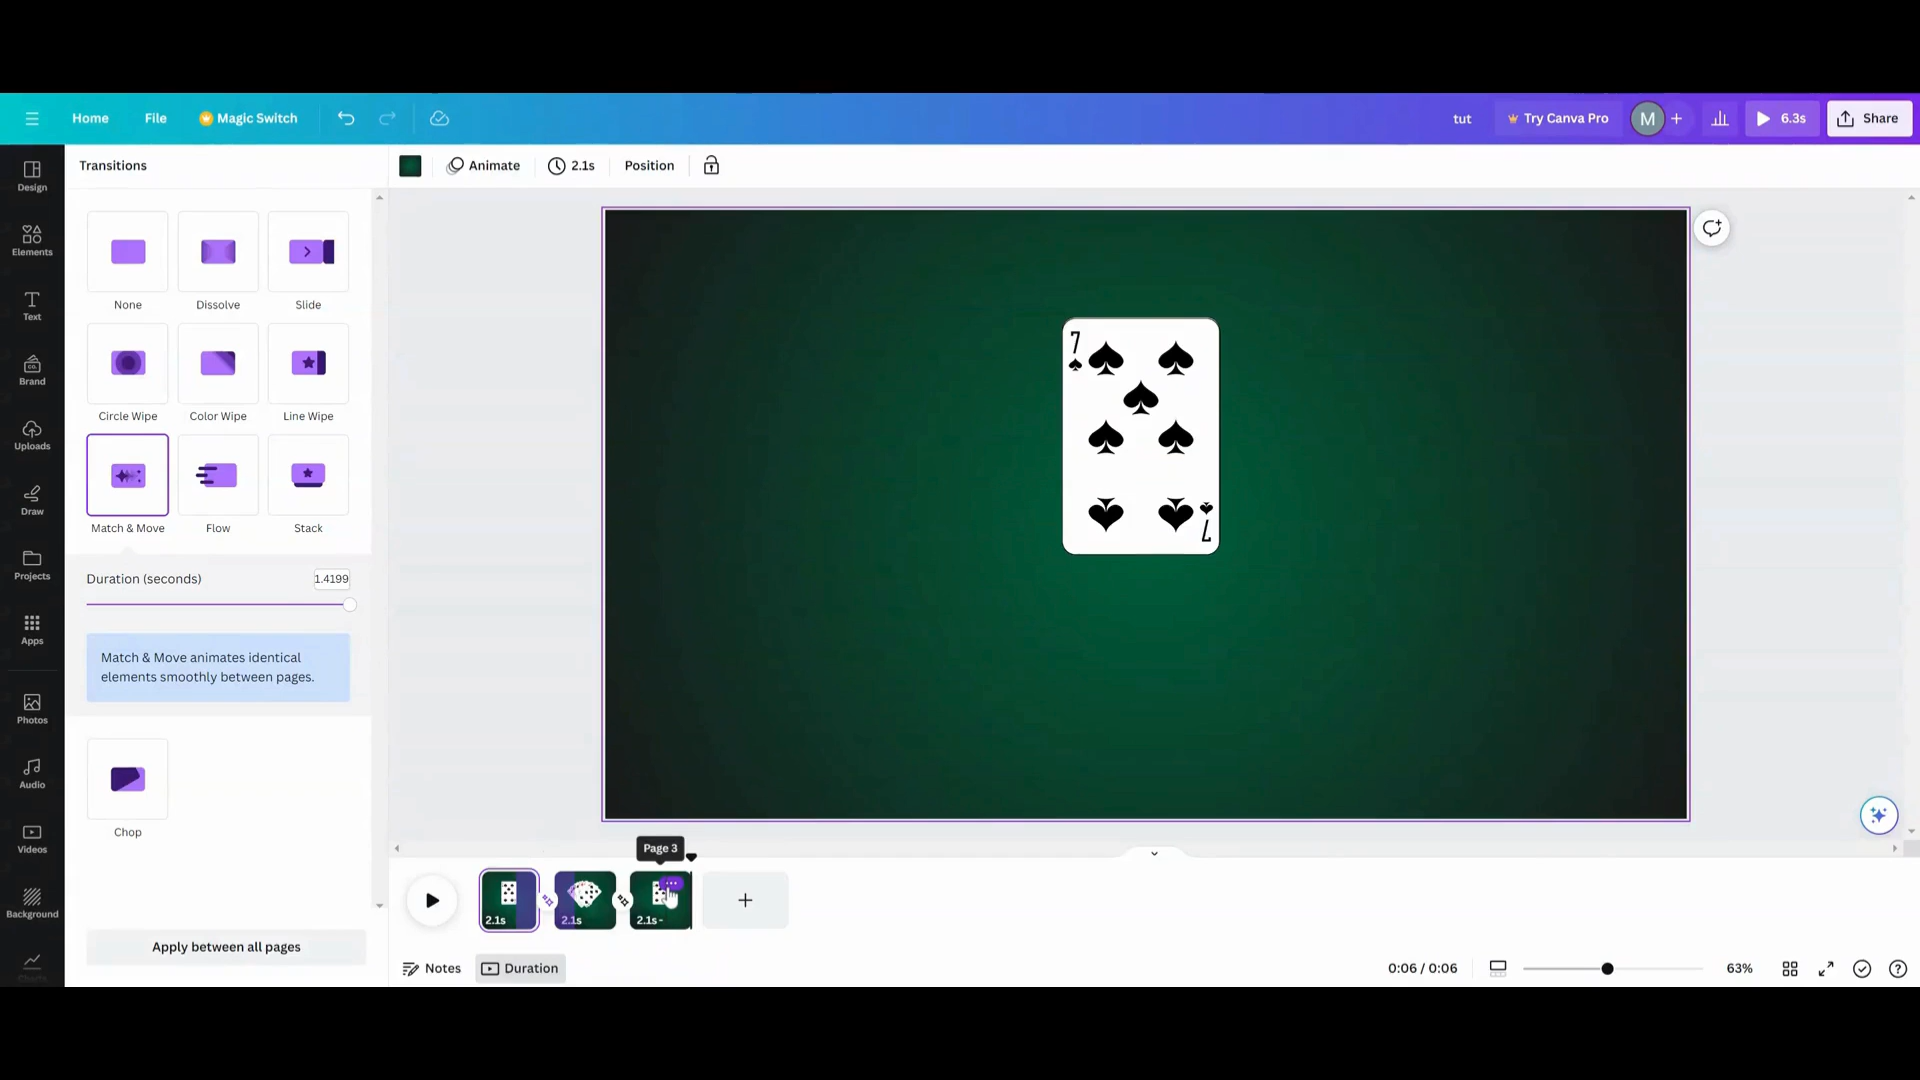 Home
File
Magic Switch
tut
Try Canva Pro
M
6.3s
Share
Design
Elements
Text
CO.
Brand
Uploads
Draw
Projects
Apps
Photos
Audio
Videos
Background
Transitions
None
Dissolve
Slide
Circle Wipe
Color Wipe
Line Wipe
Match & Move
Flow
Stack
Duration (seconds)
1.4199
Match & Move animates identical
elements smoothly between pages.
Chop
Apply between all pages
Animate
2.1s
Position
7
7
Page 3
2.1s
2.1s
2.1s-
Notes
Duration
0:06 / 0:06
63%